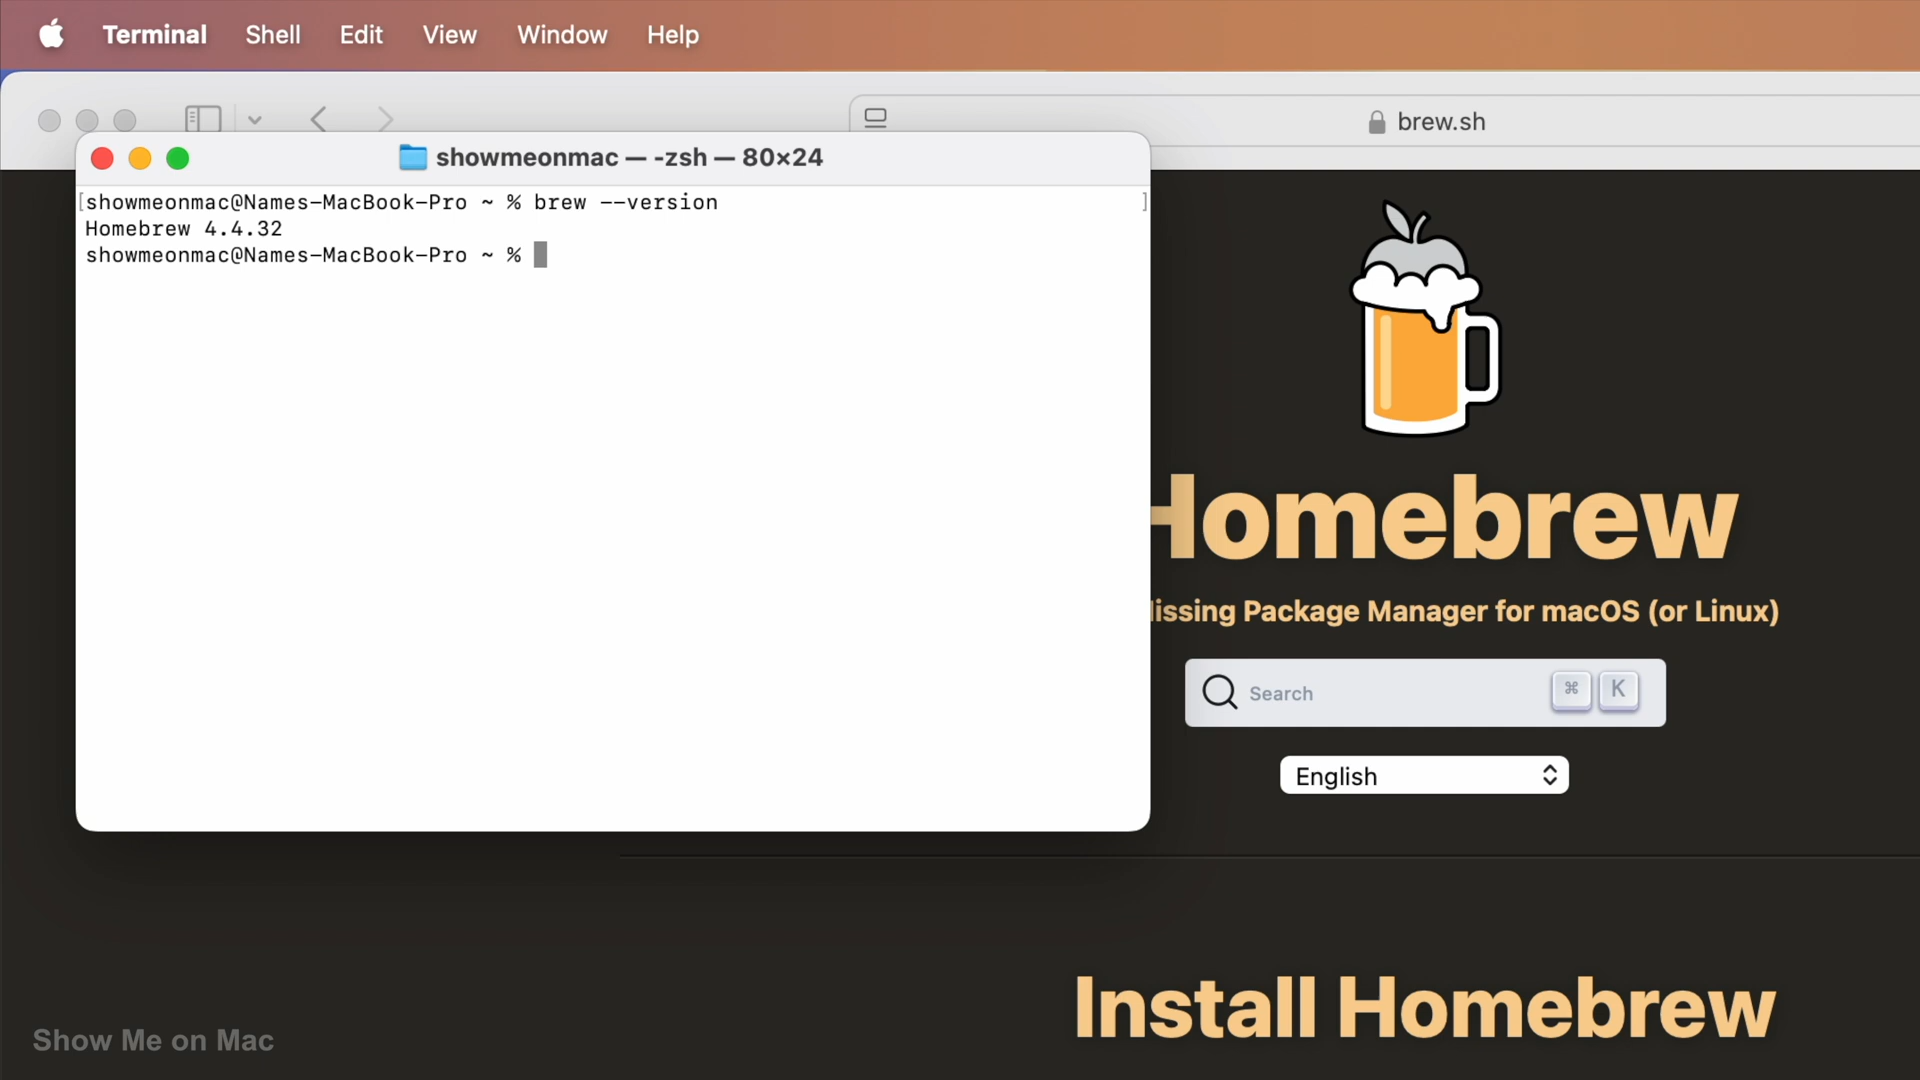 Terminal Shell Edit View Window Help
brew.sh
showmeonmac — -zsh — 80×24
[showmeonmac@Names-MacBook-Pro ~ % brew --version ]
Homebrew 4.4.32
showmeonmac@Names-MacBook-Pro ~ %
Homebrew
issing Package Manager for macOS (or Linux)
Search ⌘ K
English
Install Homebrew
Show Me on Mac